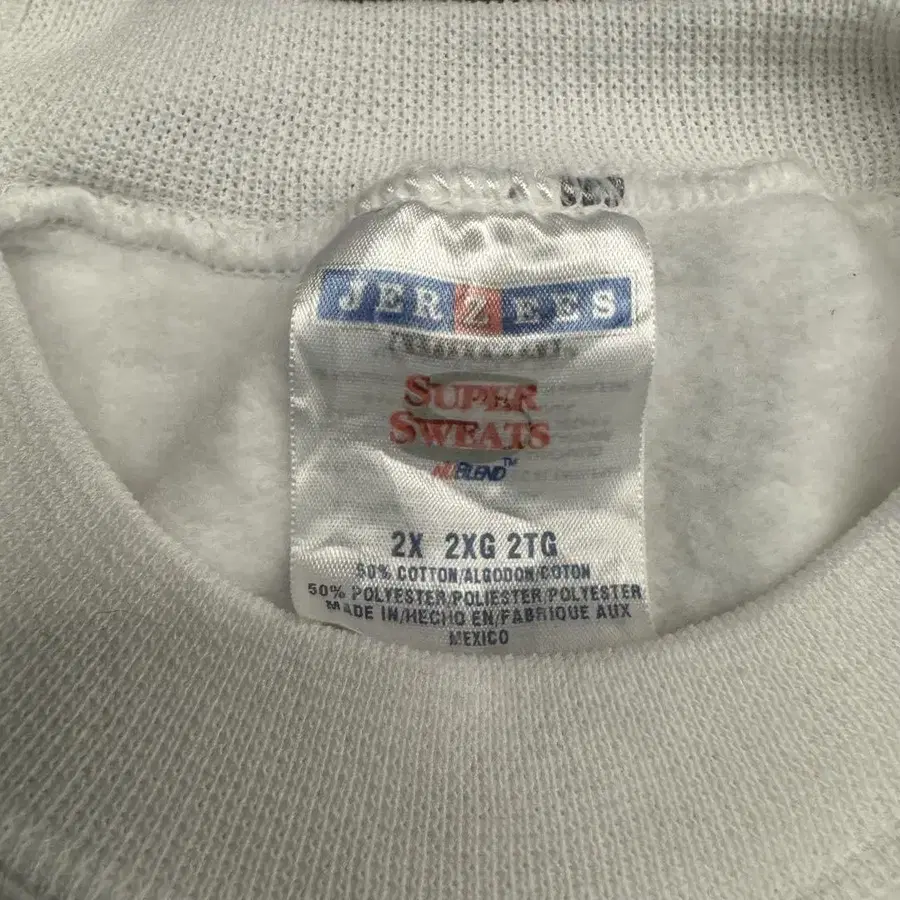 JERZEES
SUPER
SWEATS
NUBLEND™
2X 2XG 2TG
50% COTTON/ALGODON/COTON
50% POLYESTER/POLIESTER/POLYESTER
MADE IN/HECHO EN/FABRIQUE AUX
MEXICO